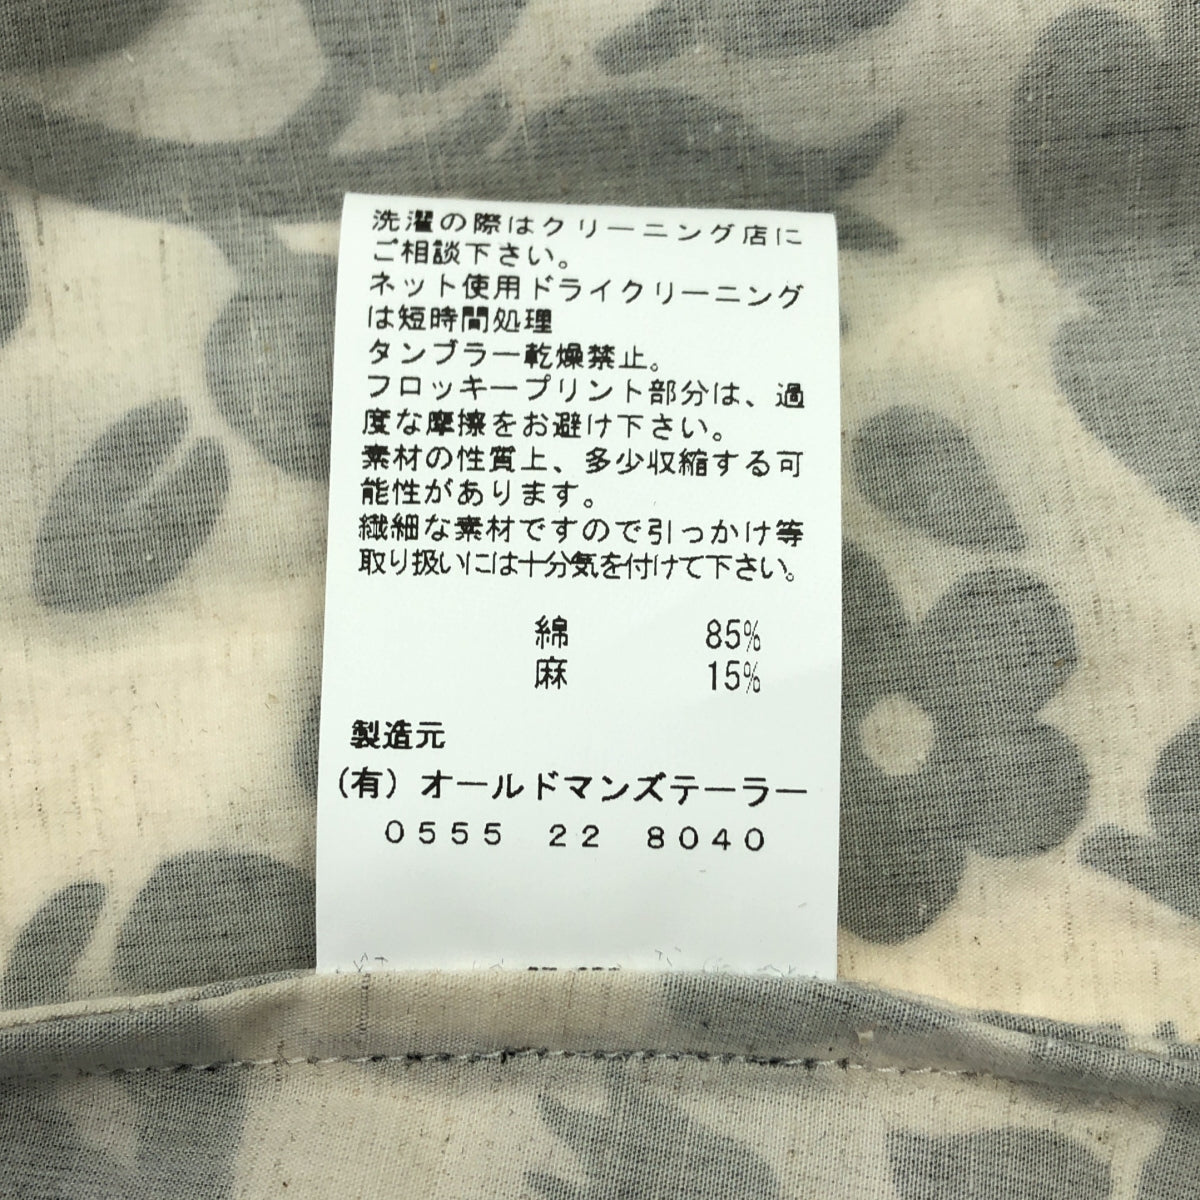 洗濯の際はクリーニング店に
ご相談下さい。
ネット使用ドライクリーニング
は短時間処理
タンブラー乾燥禁止。
フロッキープリント部分は、過
度な摩擦をお避け下さい。
素材の性質上、多少収縮する可
能性があります。
繊細な素材ですので引っかけ等
取り扱いには十分気を付けて下さい。
綿 85%
麻 15%
製造元
(有) オールドマンズテーラー
0555 22 8040